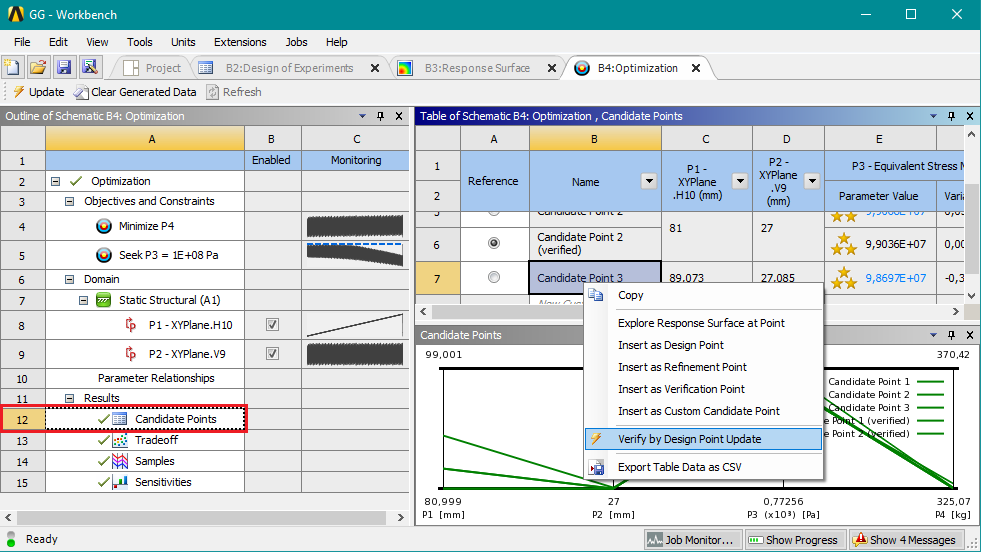 GG - Workbench
File Edit View Tools Units Extensions Jobs Help
Project B2:Design of Experiments B3:Response Surface B4:Optimization
Update Clear Generated Data Refresh
Outline of Schematic B4: Optimization
A B C
1 Enabled Monitoring
2 Optimization
3 Objectives and Constraints
4 Minimize P4
5 Seek P3 = 1E+08 Pa
6 Domain
7 Static Structural (A1)
8 P1 - XYPlane.H10
9 P2 - XYPlane.V9
10 Parameter Relationships
11 Results
12 Candidate Points
13 Tradeoff
14 Samples
15 Sensitivities
Table of Schematic B4: Optimization , Candidate Points
A B C D E
1
2
Reference
Name
P1 -
XYPlane
.H10 (mm)
P2 -
XYPlane
.V9
(mm)
P3 - Equivalent Stress M
Parameter Value Varia
Candidate Point 2
81 27
6 Candidate Point 2
(verified)
9,9036E+07 0,00
7 Candidate Point 3 89.073 27.085 9,8697E+07 -0,3
Copy
Explore Response Surface at Point
Insert as Design Point
Insert as Refinement Point
Insert as Verification Point
Insert as Custom Candidate Point
Verify by Design Point Update
Export Table Data as CSV
Candidate Points
99,001 370,42
Candidate Point 1
Candidate Point 2
Candidate Point 3
Point 1 (verified)
Point 2 (verified)
80,999 27 0,77256 325,07
P1 [mm] P2 [mm] P3 (x10³) [Pa] P4 [kg]
Ready Job Monitor... Show Progress Show 4 Messages